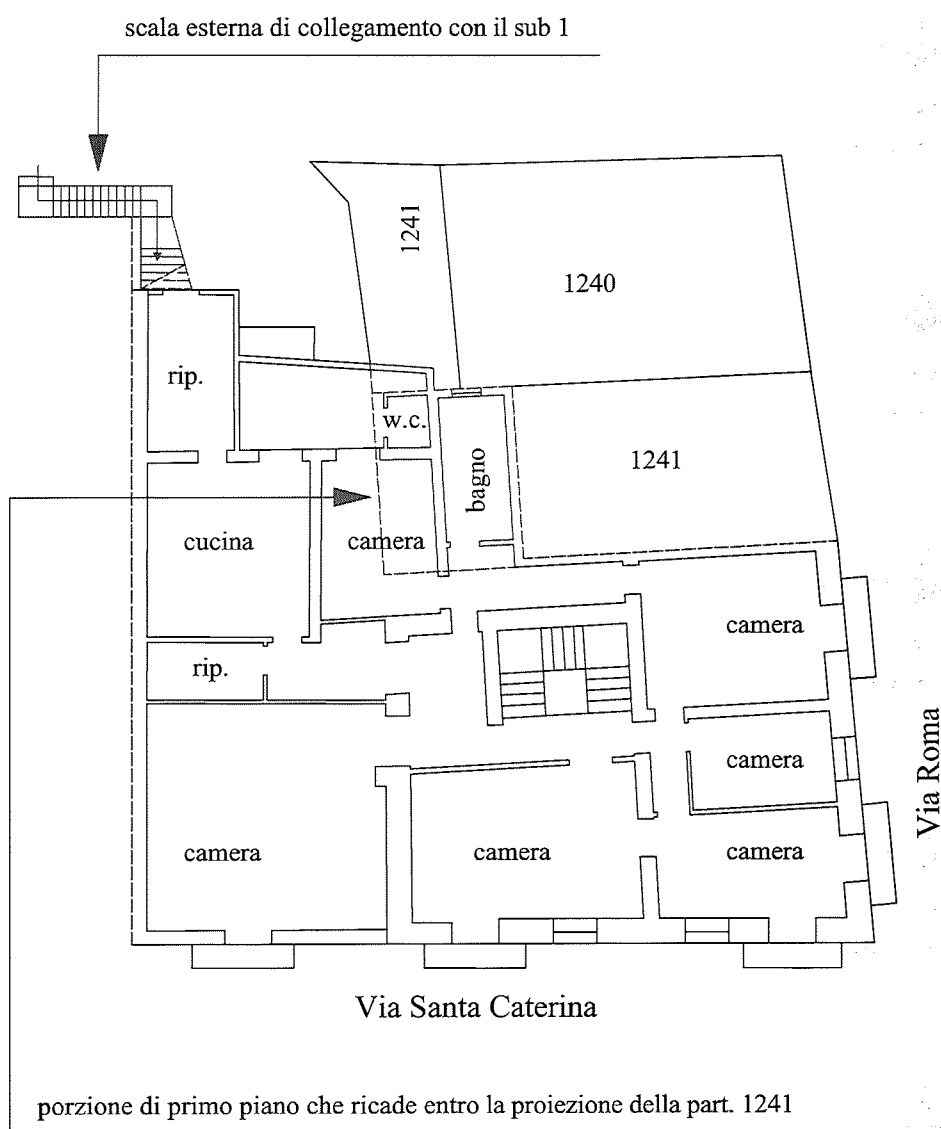 scala esterna di collegamento con il sub 1
1241
1240
rip.
w.c.
bagno
1241
cucina
camera
camera
rip.
camera
camera
camera
camera
Via Roma
Via Santa Caterina
porzione di primo piano che ricade entro la proiezione della part. 1241